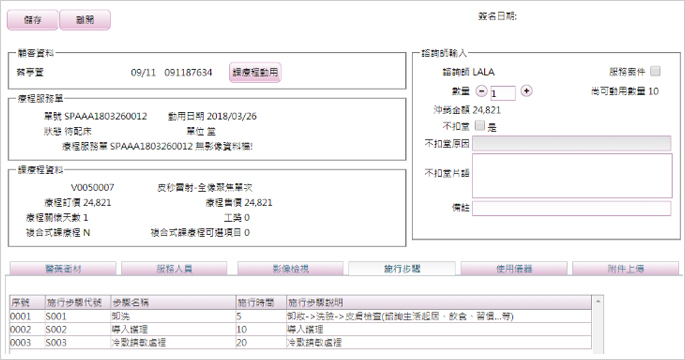 儲存 離開
簽名日期:
顧客資料
09/11 091187634 課療程動用
療程服務單
單號 SPAAA1803260012 動用日期 2018/03/26
狀態 待配床 單位 堂
療程服務單 SPAAA1803260012 無影像資料檔!
課療程資料
V0050007 皮秒雷射-全像聚焦單次
療程訂價 24,821 療程售價 24,821
療程關懷天數 1 工獎 0
複合式課療程 N 複合式課療程可選項目 0
諮詢師輸入
諮詢師 LALA 服務案件
數量 1 尚可動用數量 10
沖銷金額 24,821
不扣堂 是
不扣堂原因
不扣堂片語
備註
醫藥衛材 服務人員 影像檢視 施行步驟 使用儀器 附件上傳
序號 施行步驟代號 步驟名稱 施行時間 施行步驟說明
0001 S001 卸洗 5 卸妝->洗臉->皮膚檢查(諮詢生活起居、飲食、習慣...等)
0002 S002 導入護理 10 導入護理
0003 S003 冷敷鎮敏處裡 20 冷敷鎮敏處裡